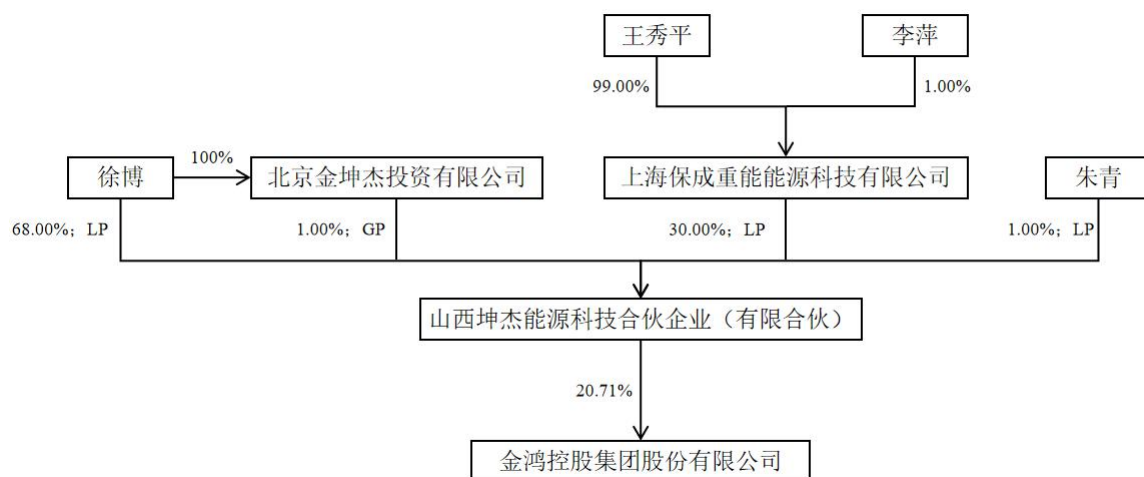 王秀平
李萍
99.00%
1.00%
徐博
100%
北京金坤杰投资有限公司
上海保成重能能源科技有限公司
朱青
68.00%；LP
1.00%；GP
30.00%；LP
1.00%；LP
山西坤杰能源科技合伙企业（有限合伙）
20.71%
金鸿控股集团股份有限公司